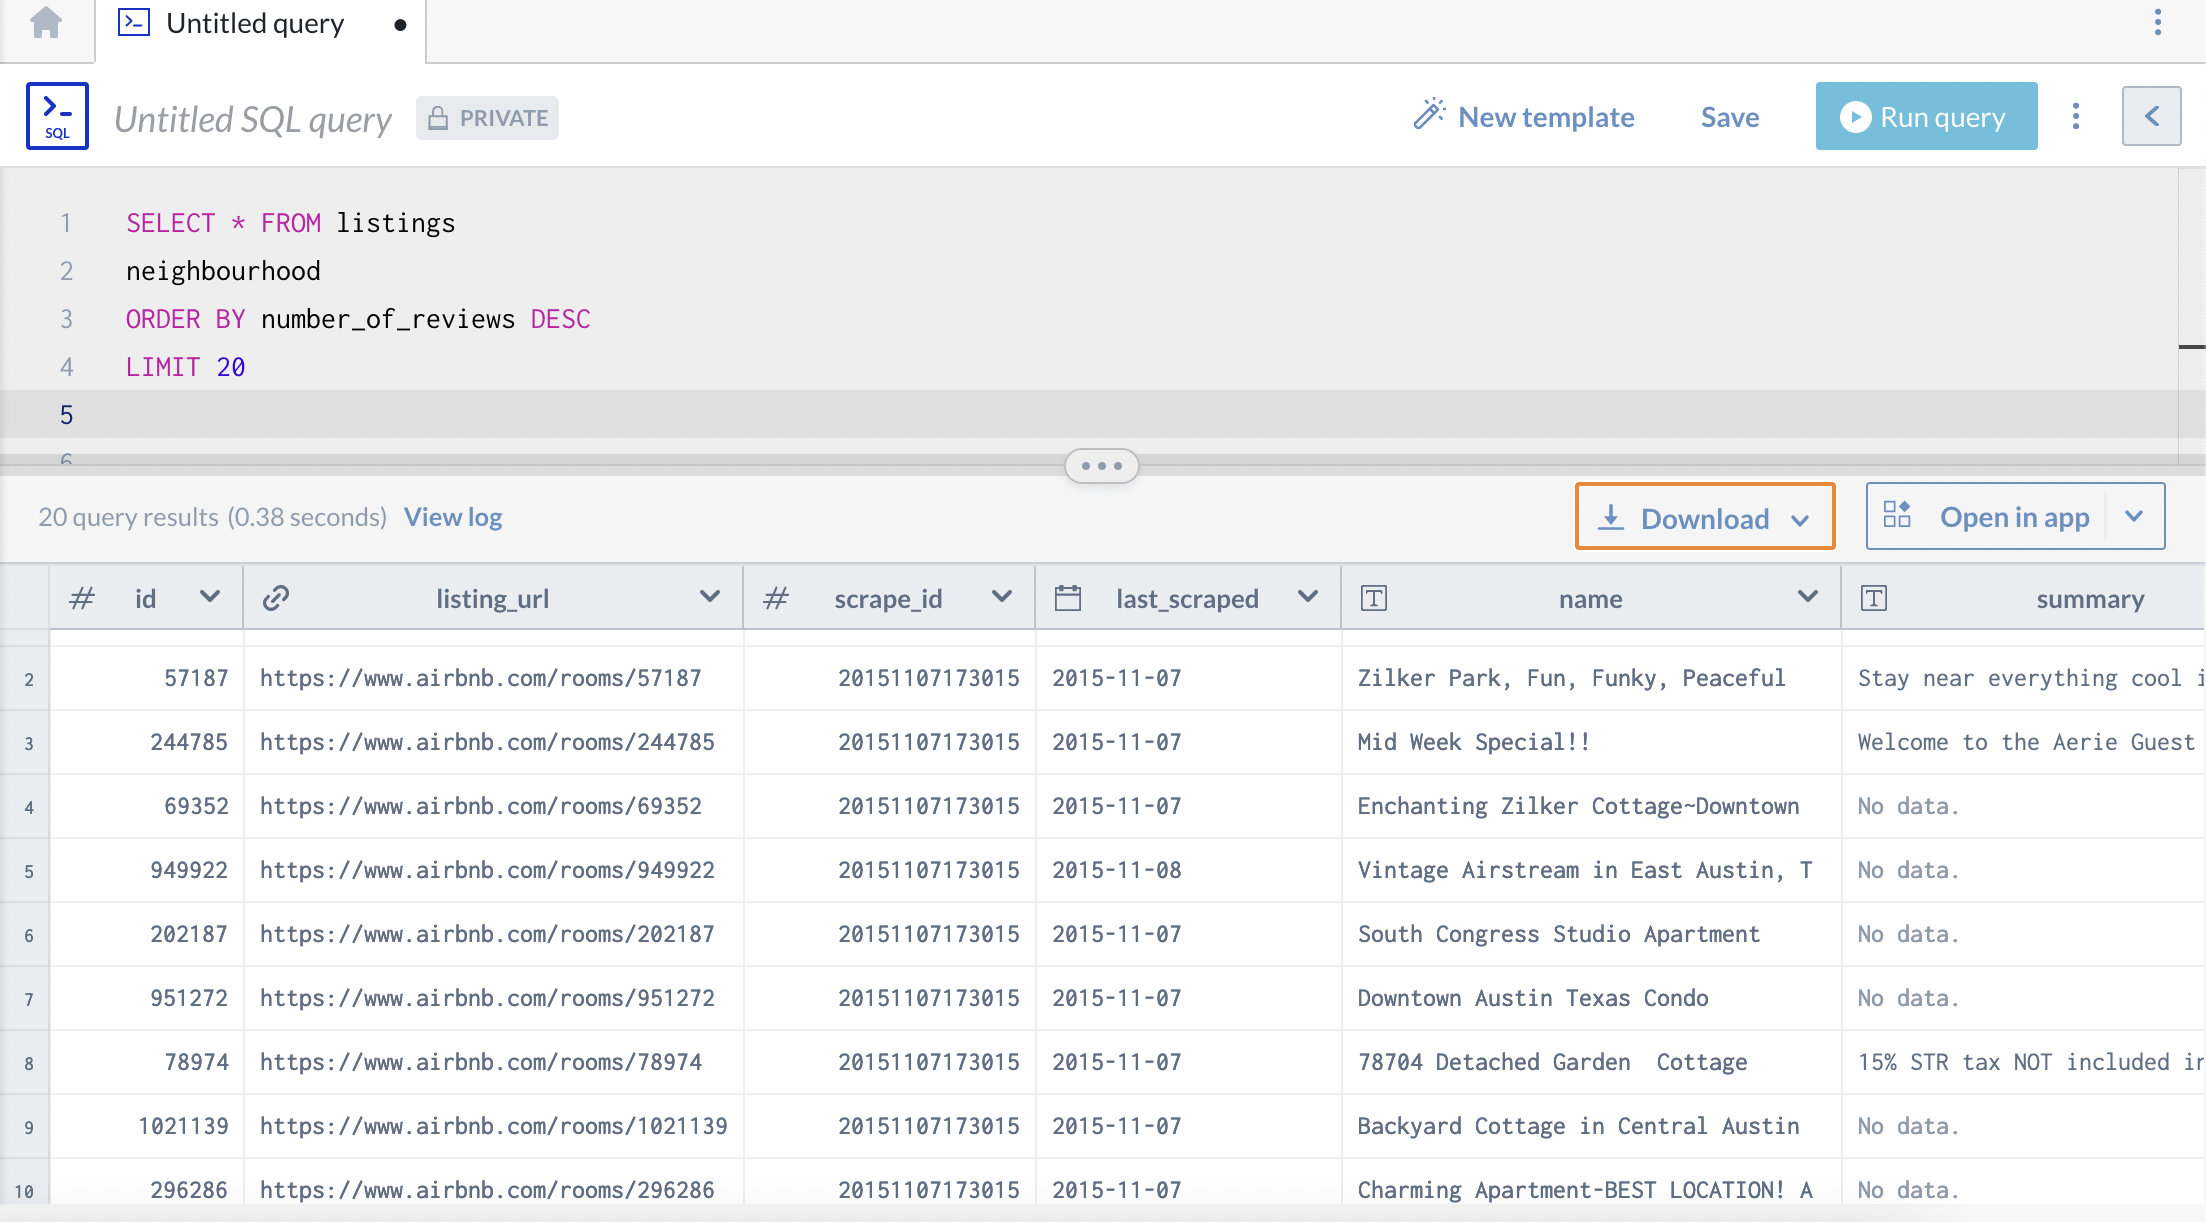 Untitled query
SQL Untitled SQL query PRIVATE New template Save Run query
1 SELECT * FROM listings
2 neighbourhood
3 ORDER BY number_of_reviews DESC
4 LIMIT 20
5
6
20 query results (0.38 seconds) View log Download Open in app
# id listing_url # scrape_id last_scraped T name T summary
2 57187 https://www.airbnb.com/rooms/57187 20151107173015 2015-11-07 Zilker Park, Fun, Funky, Peaceful Stay near everything cool i
3 244785 https://www.airbnb.com/rooms/244785 20151107173015 2015-11-07 Mid Week Special!! Welcome to the Aerie Guest
4 69352 https://www.airbnb.com/rooms/69352 20151107173015 2015-11-07 Enchanting Zilker Cottage~Downtown No data.
5 949922 https://www.airbnb.com/rooms/949922 20151107173015 2015-11-08 Vintage Airstream in East Austin, T No data.
6 202187 https://www.airbnb.com/rooms/202187 20151107173015 2015-11-07 South Congress Studio Apartment No data.
7 951272 https://www.airbnb.com/rooms/951272 20151107173015 2015-11-07 Downtown Austin Texas Condo No data.
8 78974 https://www.airbnb.com/rooms/78974 20151107173015 2015-11-07 78704 Detached Garden  Cottage 15% STR tax NOT included in
9 1021139 https://www.airbnb.com/rooms/1021139 20151107173015 2015-11-07 Backyard Cottage in Central Austin No data.
10 296286 https://www.airbnb.com/rooms/296286 20151107173015 2015-11-07 Charming Apartment-BEST LOCATION! A No data.